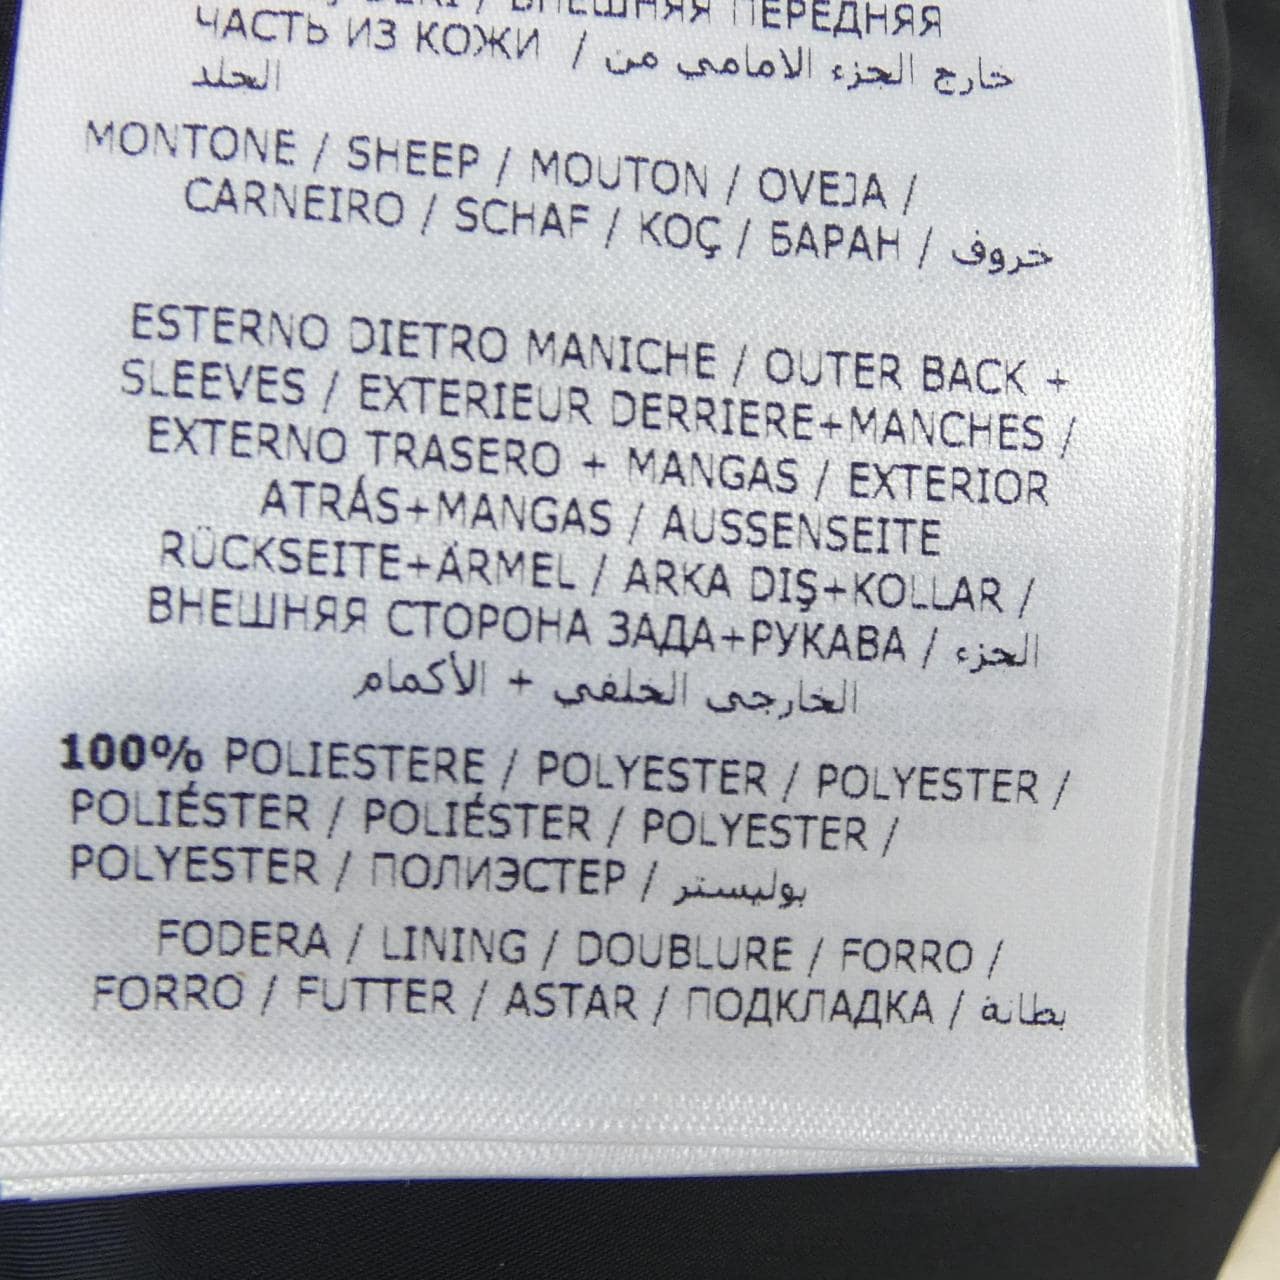 ВНЕШНЯЯ ПЕРЕДНЯЯ
ЧАСТЬ ИЗ КОЖИ / خارج الجزء الامامي من
الجلد
MONTONE / SHEEP / MOUTON / OVEJA /
CARNEIRO / SCHAF / KOÇ / БАРАН / خروف
ESTERNO DIETRO MANICHE / OUTER BACK +
SLEEVES / EXTERIEUR DERRIERE+MANCHES /
EXTERNO TRASERO + MANGAS / EXTERIOR
ATRÁS+MANGAS / AUSSENSEITE
RÜCKSEITE+ÄRMEL / ARKA DIŞ+KOLLAR /
ВНЕШНЯЯ СТОРОНА ЗАДА+РУКАВА / الجزء
الخارجى الخلفي + الأكمام
100% POLIESTERE / POLYESTER / POLYESTER /
POLIÉSTER / POLIÉSTER / POLYESTER /
POLYESTER / ПОЛИЭСТЕР / بوليستر
FODERA / LINING / DOUBLURE / FORRO /
FORRO / FUTTER / ASTAR / ПОДКЛАДКА / بطانة